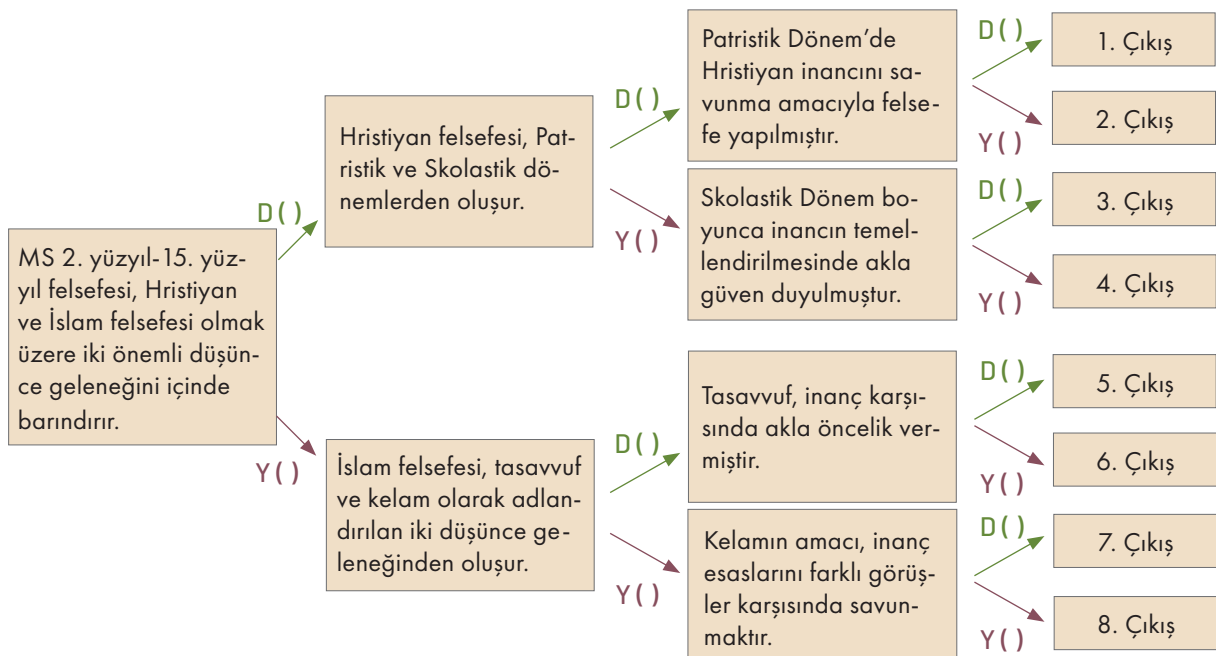 MS 2. yüzyıl-15. yüz-
yıl felsefesi, Hristiyan
ve İslam felsefesi olmak
üzere iki önemli düşün-
ce geleneğini içinde
barındırır.
D ( )
Y ( )
Hristiyan felsefesi, Pat-
ristik ve Skolastik dö-
nemlerden oluşur.
D ( )
Y ( )
Patristik Dönem’de
Hristiyan inancını sa-
vunma amacıyla felse-
fe yapılmıştır.
D ( )
Y ( )
1. Çıkış
2. Çıkış
Skolastik Dönem bo-
yunca inancın temel-
lendirilmesinde akla
güven duyulmuştur.
D ( )
Y ( )
3. Çıkış
4. Çıkış
İslam felsefesi, tasavvuf
ve kelam olarak adlan-
dırılan iki düşünce ge-
leneğinden oluşur.
D ( )
Y ( )
Tasavvuf, inanç karşı-
sında akla öncelik ver-
miştir.
D ( )
Y ( )
5. Çıkış
6. Çıkış
Kelamın amacı, inanç
esaslarını farklı görüş-
ler karşısında savun-
maktır.
D ( )
Y ( )
7. Çıkış
8. Çıkış